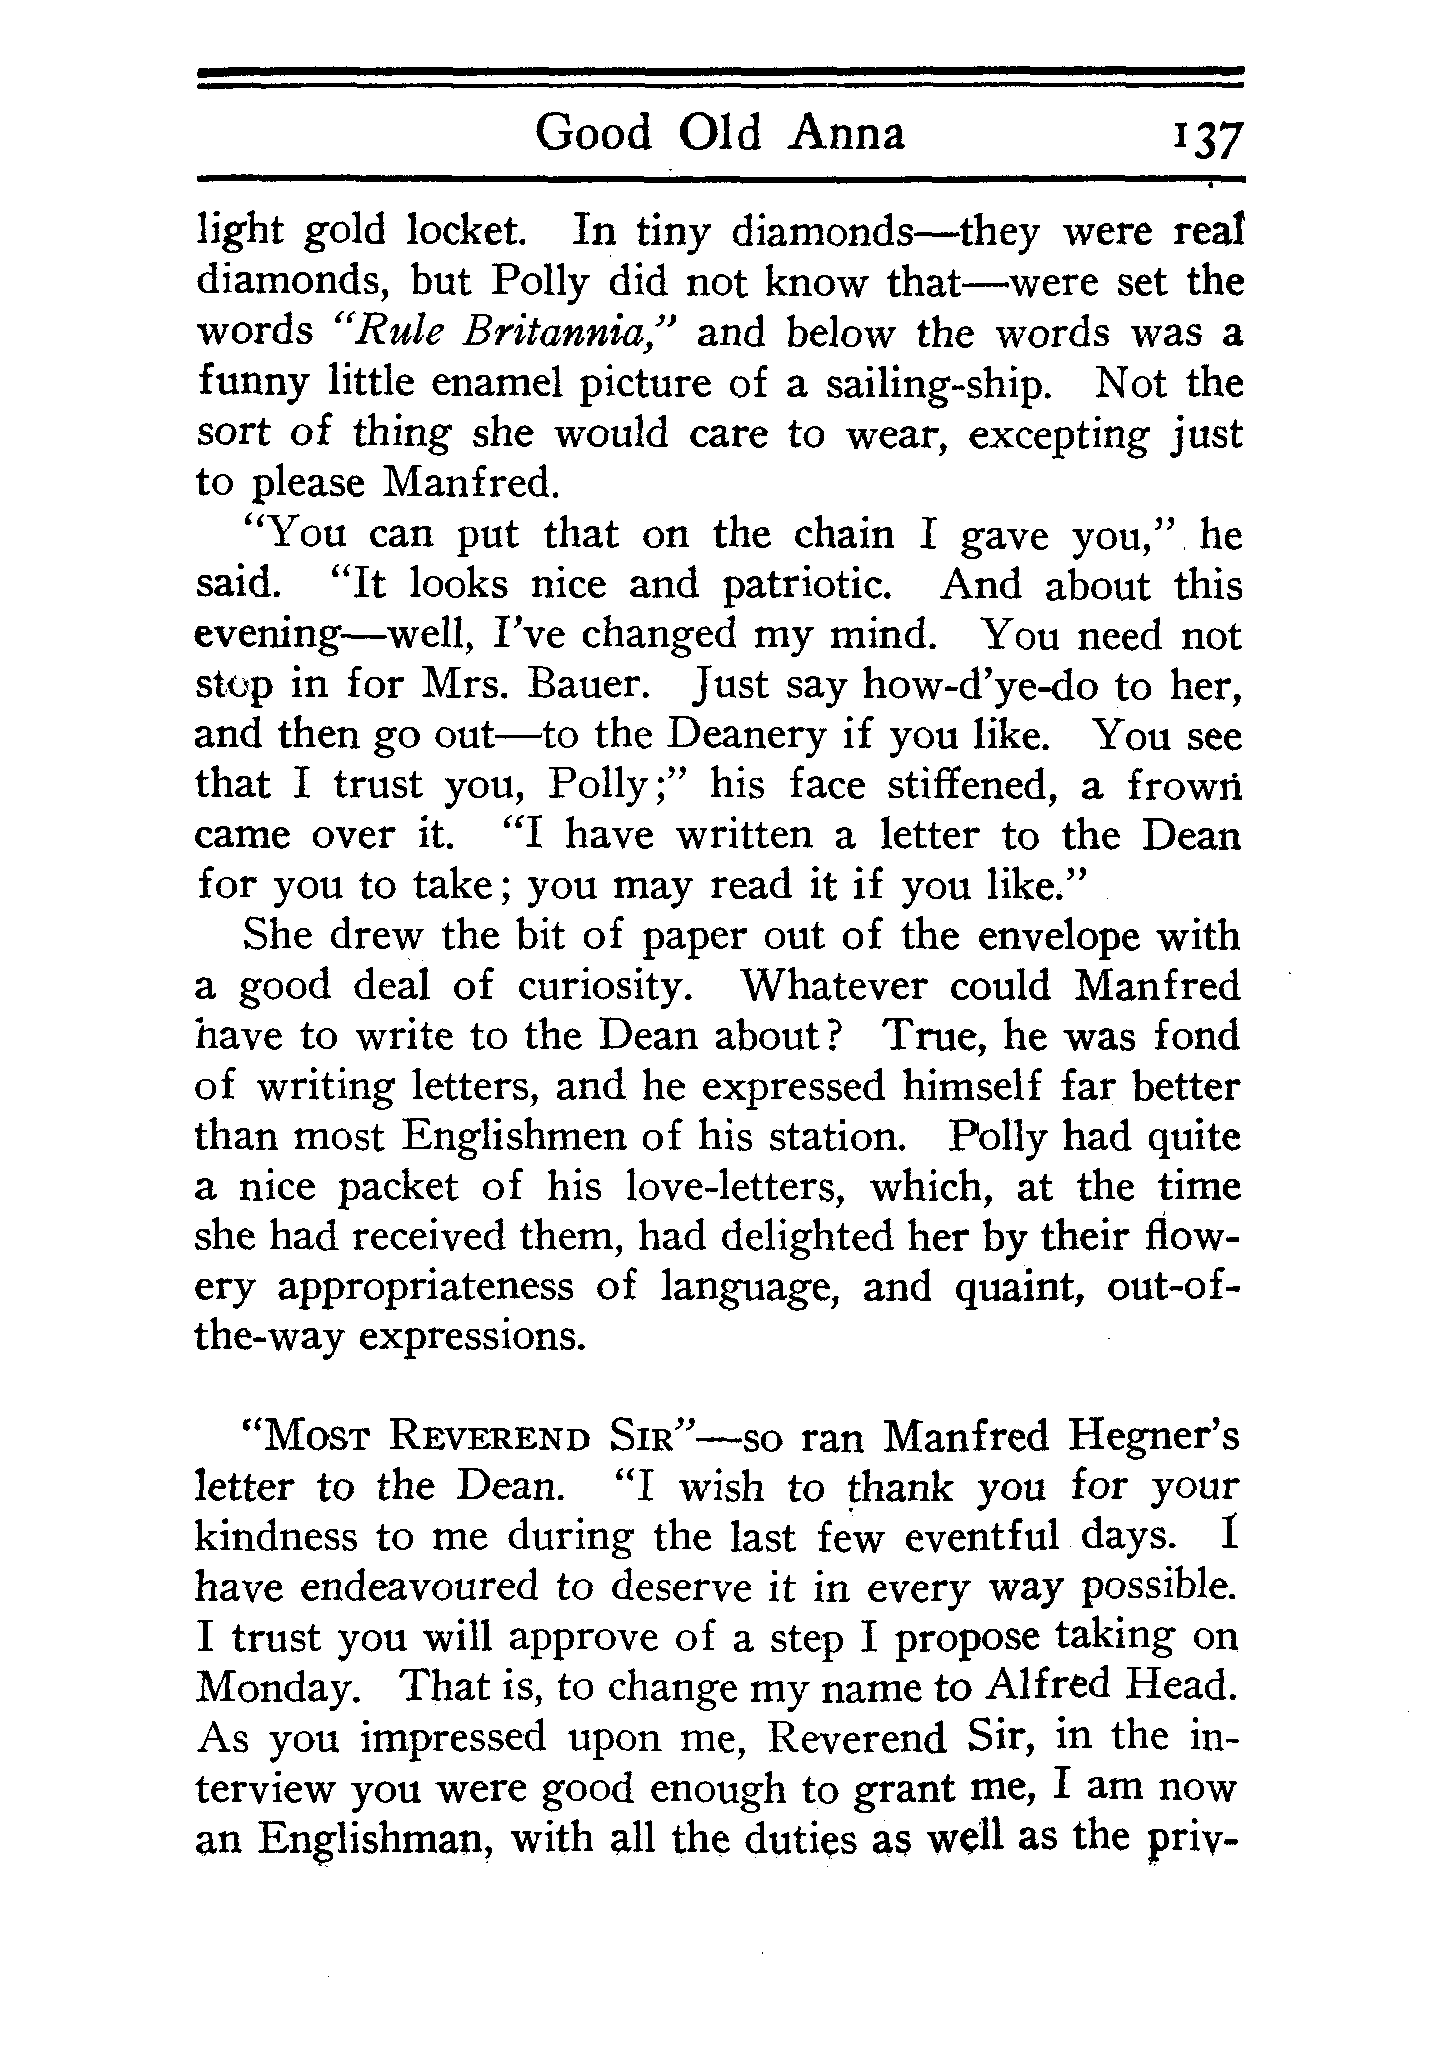 Good Old Anna 137
light gold locket. In tiny diamonds—they were real
diamonds, but Polly did not know that—were set the
words "Rule Britannia," and below the words was a
funny little enamel picture of a sailing-ship. Not the
sort of thing she would care to wear, excepting just
to please Manfred.
"You can put that on the chain I gave you," he
said. "It looks nice and patriotic. And about this
evening—well, I've changed my mind. You need not
stop in for Mrs. Bauer. Just say how-d'ye-do to her,
and then go out—to the Deanery if you like. You see
that I trust you, Polly;" his face stiffened, a frown
came over it. "I have written a letter to the Dean
for you to take; you may read it if you like."
She drew the bit of paper out of the envelope with
a good deal of curiosity. Whatever could Manfred
have to write to the Dean about? True, he was fond
of writing letters, and he expressed himself far better
than most Englishmen of his station. Polly had quite
a nice packet of his love-letters, which, at the time
she had received them, had delighted her by their flow-
ery appropriateness of language, and quaint, out-of-
the-way expressions.
"MOST REVEREND SIR"—so ran Manfred Hegner's
letter to the Dean. "I wish to thank you for your
kindness to me during the last few eventful days. I
have endeavoured to deserve it in every way possible.
I trust you will approve of a step I propose taking on
Monday. That is, to change my name to Alfred Head.
As you impressed upon me, Reverend Sir, in the in-
terview you were good enough to grant me, I am now
an Englishman, with all the duties as well as the priv-